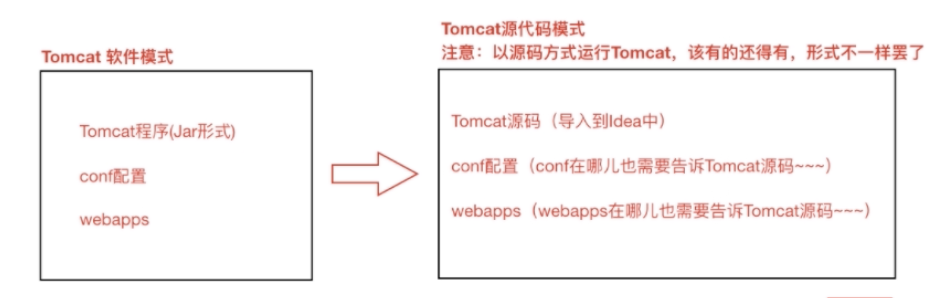 Tomcat 软件模式
Tomcat程序(Jar形式)
conf配置
webapps
Tomcat源代码模式
注意：以源码方式运行Tomcat，该有的还得有，形式不一样罢了
Tomcat源码（导入到Idea中）
conf配置（conf在哪儿也需要告诉Tomcat源码~~~）
webapps（webapps在哪儿也需要告诉Tomcat源码~~~）